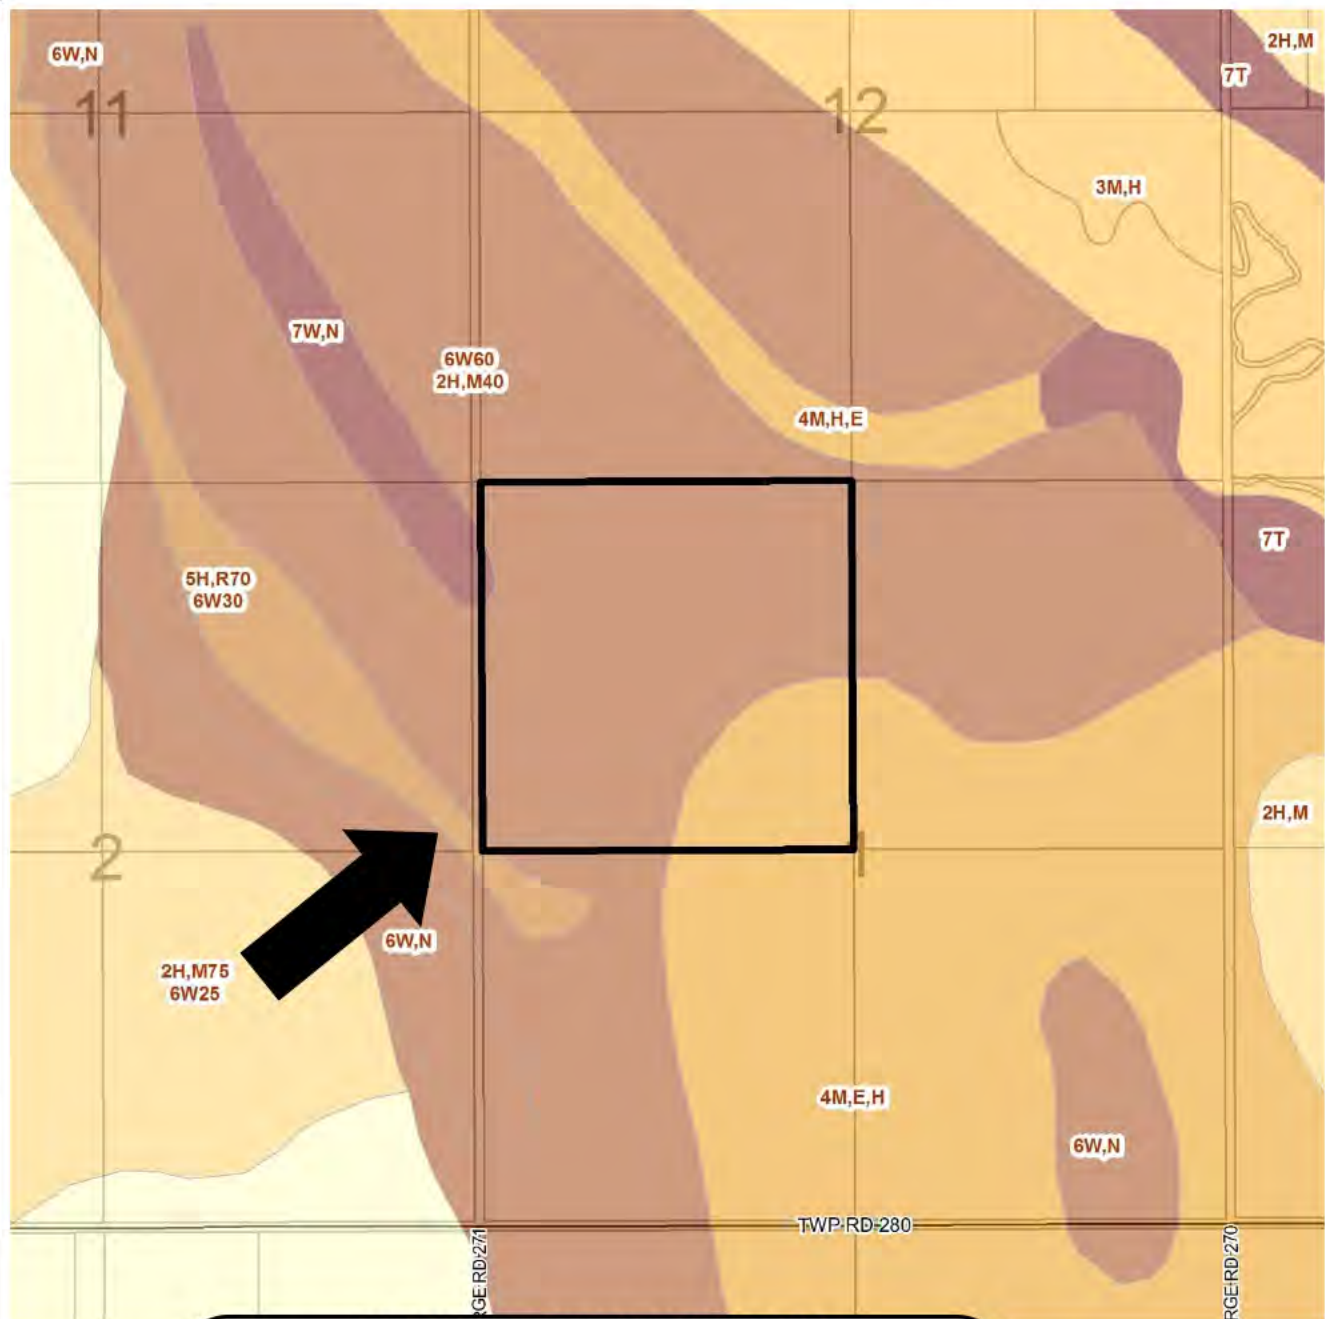 2H,M
6W,N
7T
11
12
3M,H
7W,N
6W60
2H,M40
4M,H,E
7T
5H,R70
6W30
2H,M
2
1
6W,N
2H,M75
6W25
4M,E,H
6W,N
TWP RD 280
RGE RD 271
RGE RD 270